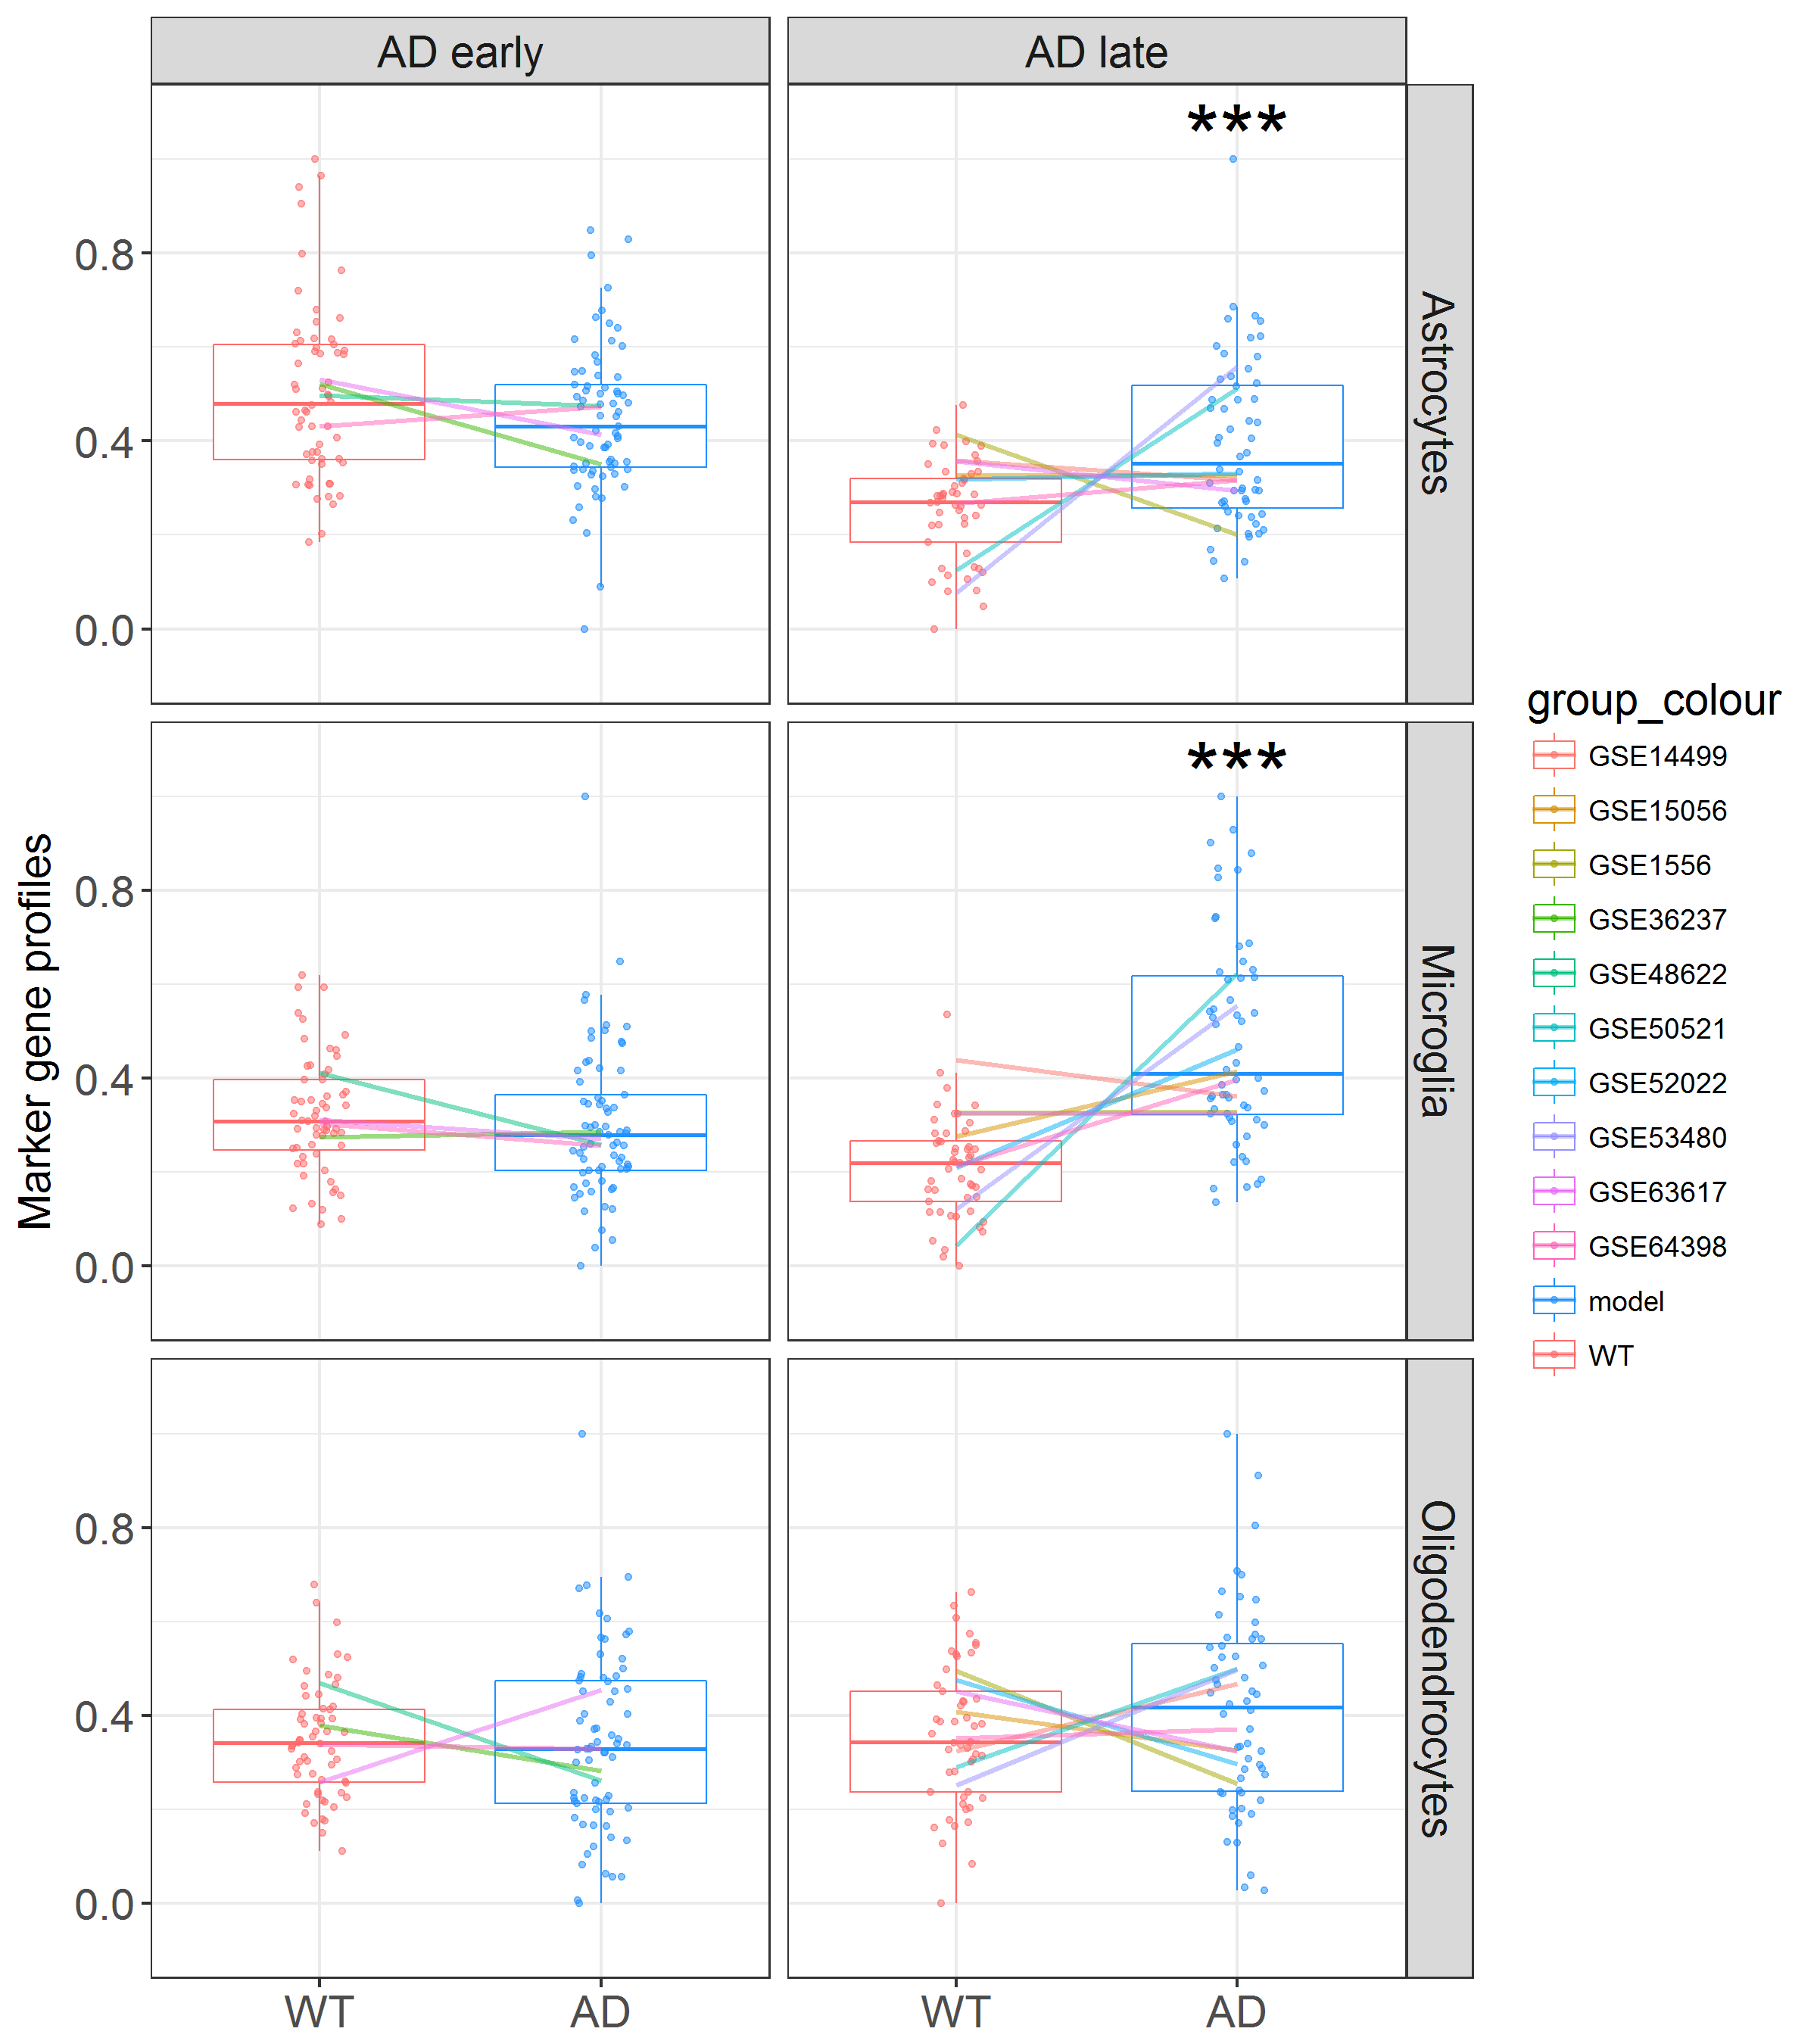 AD early
AD late
***
0.8
0.4
0.0
Astrocytes
***
0.8
0.4
0.0
Microglia
Marker gene profiles
0.8
0.4
0.0
Oligodendrocytes
WT
AD
WT
AD
group_colour
GSE14499
GSE15056
GSE1556
GSE36237
GSE48622
GSE50521
GSE52022
GSE53480
GSE63617
GSE64398
model
WT